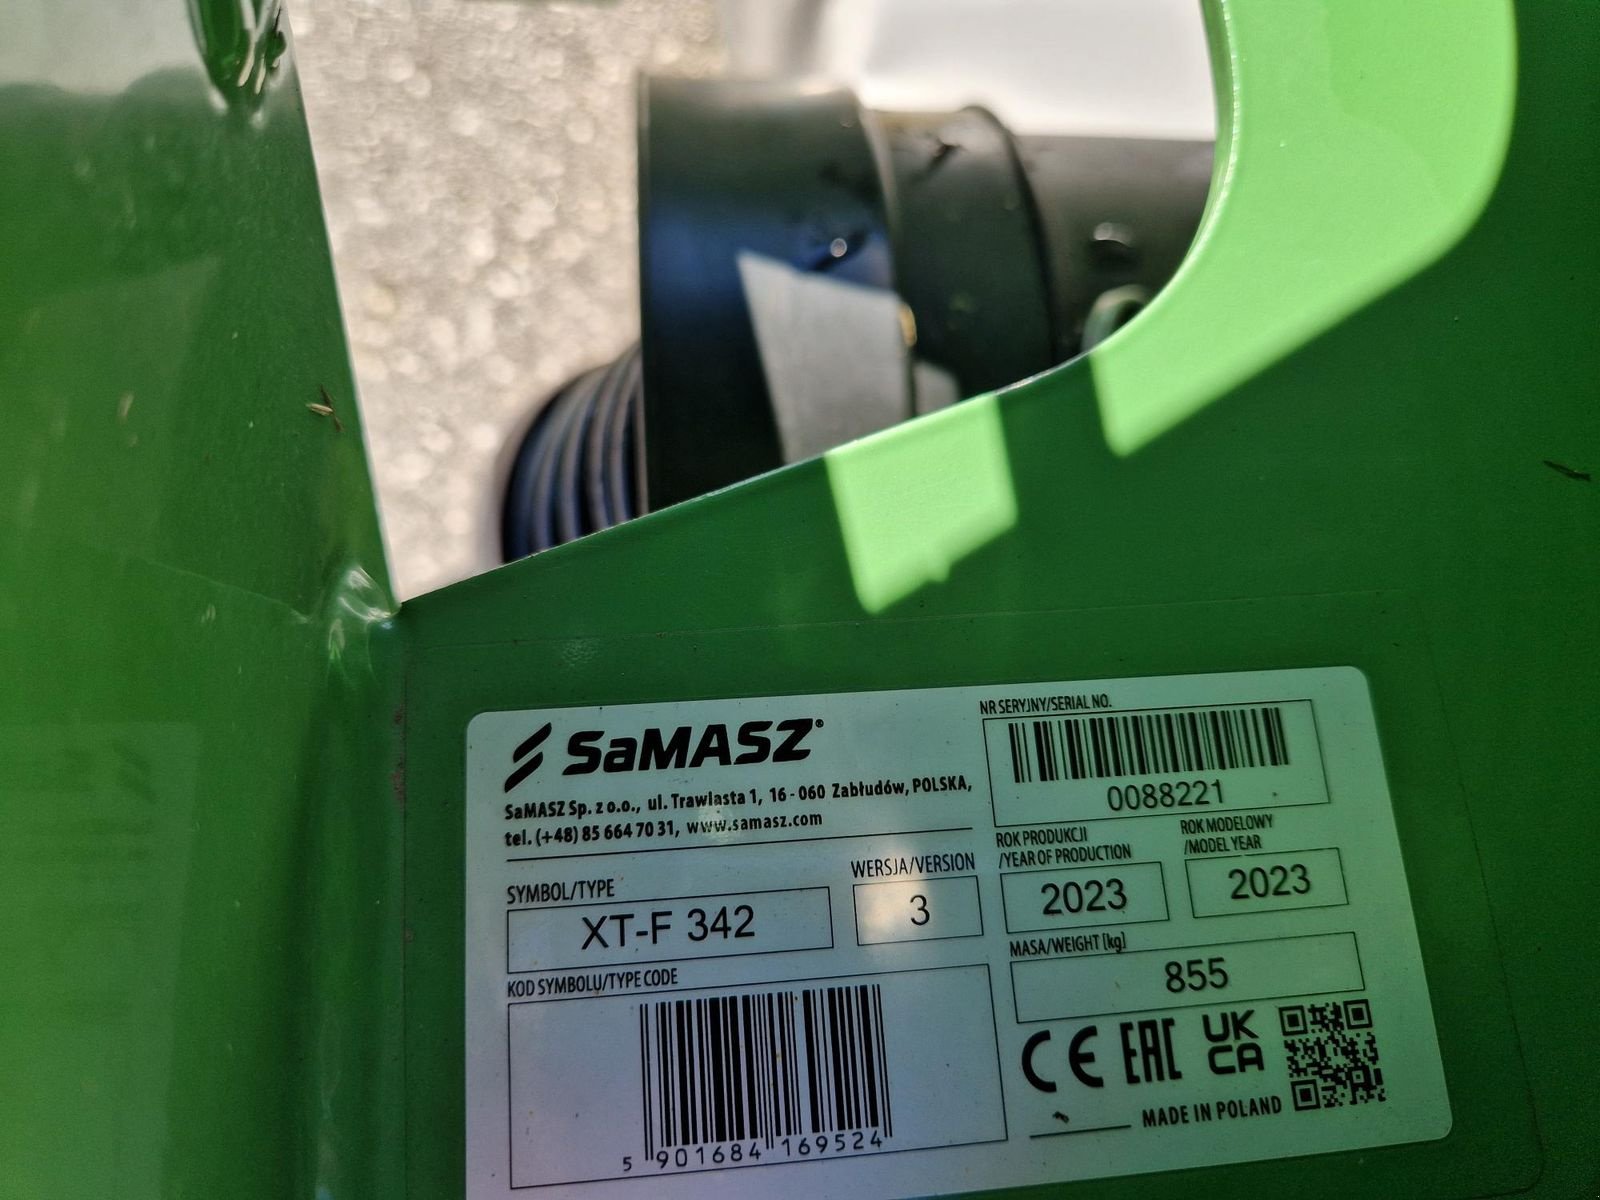 SaMASZ®
SaMASZ Sp. z o.o., ul. Trawiasta 1, 16-060 Zabłudów, POLSKA,
tel. (+48) 85 664 70 31, www.samasz.com
NR SERYJNY/SERIAL NO.
0088221
SYMBOL/TYPE
XT-F 342
WERSJA/VERSION
3
ROK PRODUKCJI
/YEAR OF PRODUCTION
2023
ROK MODELOWY
/MODEL YEAR
2023
MASA/WEIGHT [kg]
855
KOD SYMBOLU/TYPE CODE
5 901684 169524
CE EAC UK
CA
MADE IN POLAND